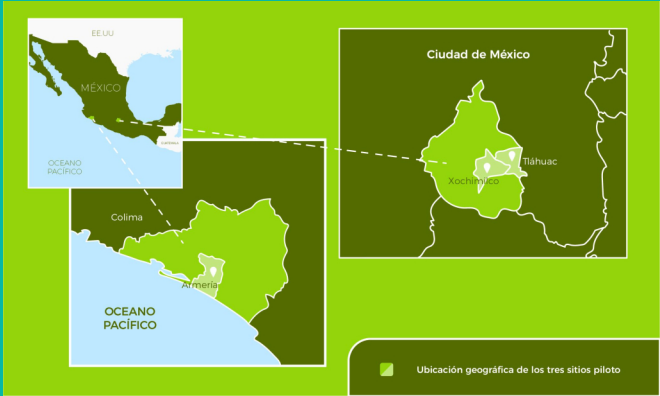 EE.UU
MÉXICO
GUATEMALA
OCEANO
PACÍFICO
Ciudad de México
Tláhuac
Xochimilco
Colima
Armería
OCEANO
PACÍFICO
Ubicación geográfica de los tres sitios piloto